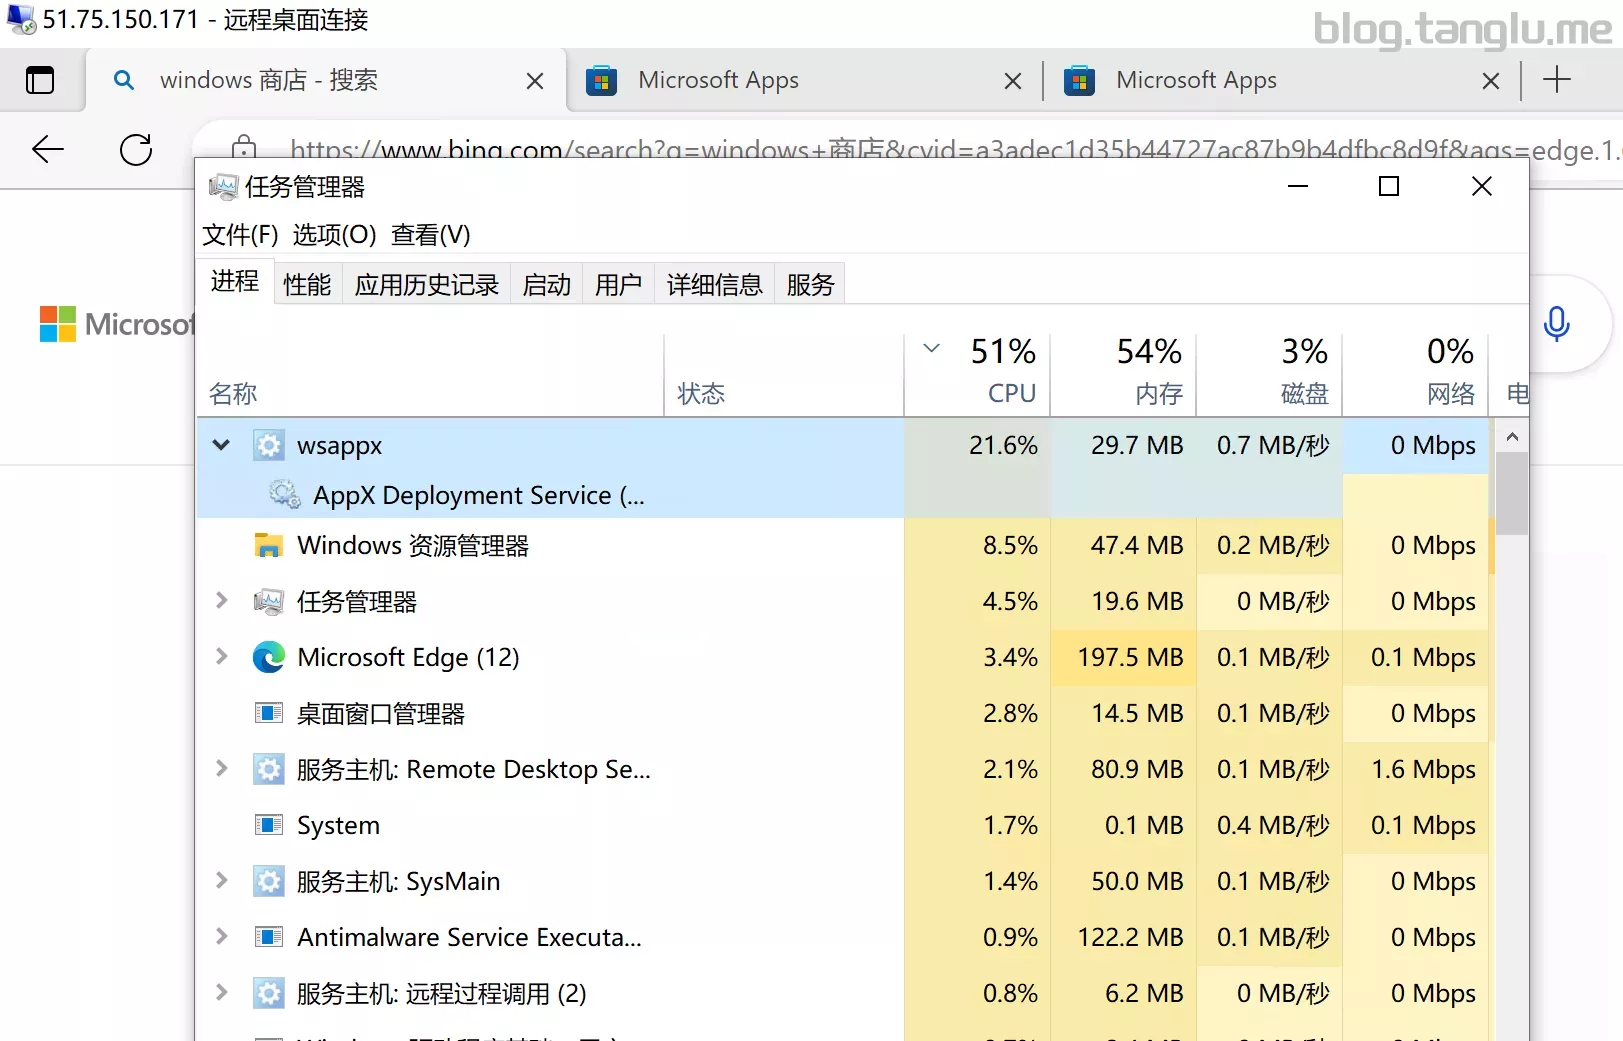 51.75.150.171 - 远程桌面连接
blog.tanglu.me
windows 商店 - 搜索
Microsoft Apps
Microsoft Apps
https://www.bing.com/search?q=windows+商店&cvid=a3adec1d35b44727ac87b9b4dfbc8d9f&aqs=edge.1.
任务管理器
文件(F) 选项(O) 查看(V)
进程 性能 应用历史记录 启动 用户 详细信息 服务
Microsof
51% 54% 3% 0%
名称 状态 CPU 内存 磁盘 网络 电
wsappx 21.6% 29.7 MB 0.7 MB/秒 0 Mbps
AppX Deployment Service (...
Windows 资源管理器 8.5% 47.4 MB 0.2 MB/秒 0 Mbps
任务管理器 4.5% 19.6 MB 0 MB/秒 0 Mbps
Microsoft Edge (12) 3.4% 197.5 MB 0.1 MB/秒 0.1 Mbps
桌面窗口管理器 2.8% 14.5 MB 0.1 MB/秒 0 Mbps
服务主机: Remote Desktop Se... 2.1% 80.9 MB 0.1 MB/秒 1.6 Mbps
System 1.7% 0.1 MB 0.4 MB/秒 0.1 Mbps
服务主机: SysMain 1.4% 50.0 MB 0.1 MB/秒 0 Mbps
Antimalware Service Executa... 0.9% 122.2 MB 0.1 MB/秒 0 Mbps
服务主机: 远程过程调用 (2) 0.8% 6.2 MB 0 MB/秒 0 Mbps